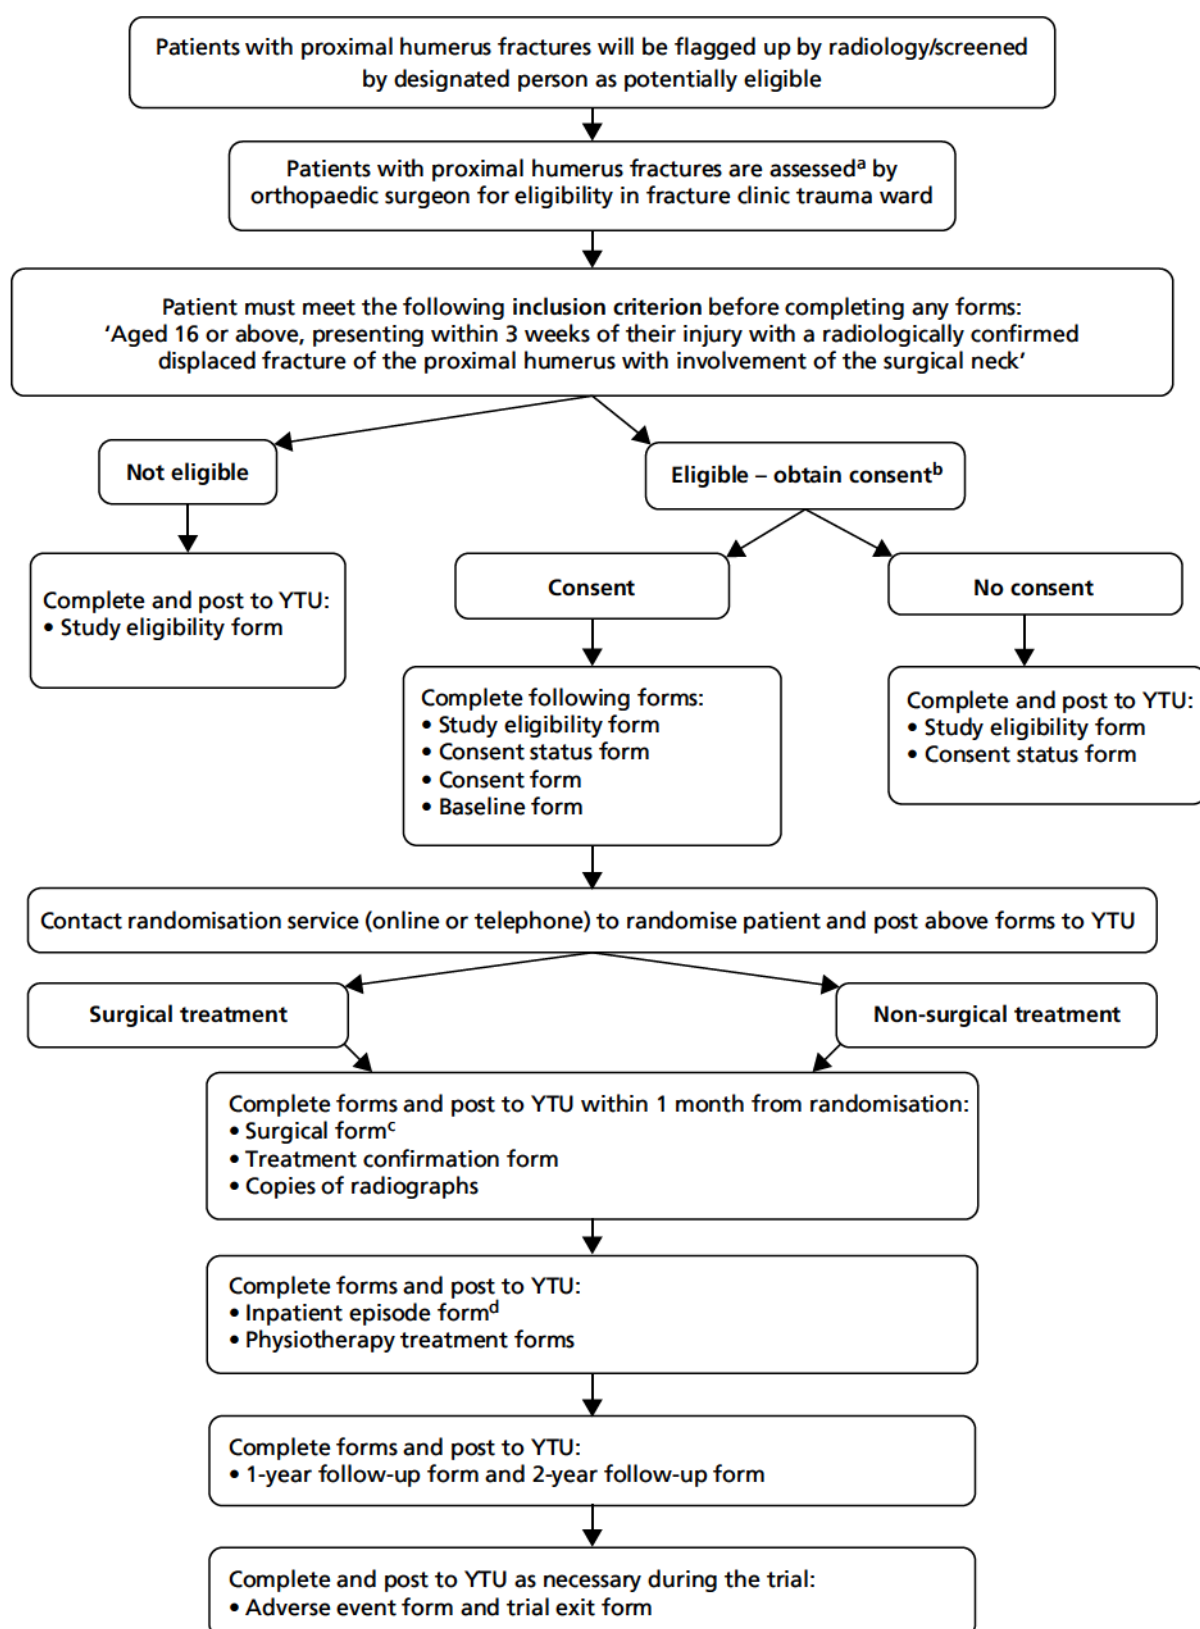 Patients with proximal humerus fractures will be flagged up by radiology/screened
by designated person as potentially eligible
Patients with proximal humerus fractures are assessedᵃ by
orthopaedic surgeon for eligibility in fracture clinic trauma ward
Patient must meet the following inclusion criterion before completing any forms:
‘Aged 16 or above, presenting within 3 weeks of their injury with a radiologically confirmed
displaced fracture of the proximal humerus with involvement of the surgical neck’
Not eligible
Eligible – obtain consentᵇ
Complete and post to YTU:
• Study eligibility form
Consent
No consent
Complete following forms:
• Study eligibility form
• Consent status form
• Consent form
• Baseline form
Complete and post to YTU:
• Study eligibility form
• Consent status form
Contact randomisation service (online or telephone) to randomise patient and post above forms to YTU
Surgical treatment
Non-surgical treatment
Complete forms and post to YTU within 1 month from randomisation:
• Surgical formᶜ
• Treatment confirmation form
• Copies of radiographs
Complete forms and post to YTU:
• Inpatient episode formᵈ
• Physiotherapy treatment forms
Complete forms and post to YTU:
• 1-year follow-up form and 2-year follow-up form
Complete and post to YTU as necessary during the trial:
• Adverse event form and trial exit form